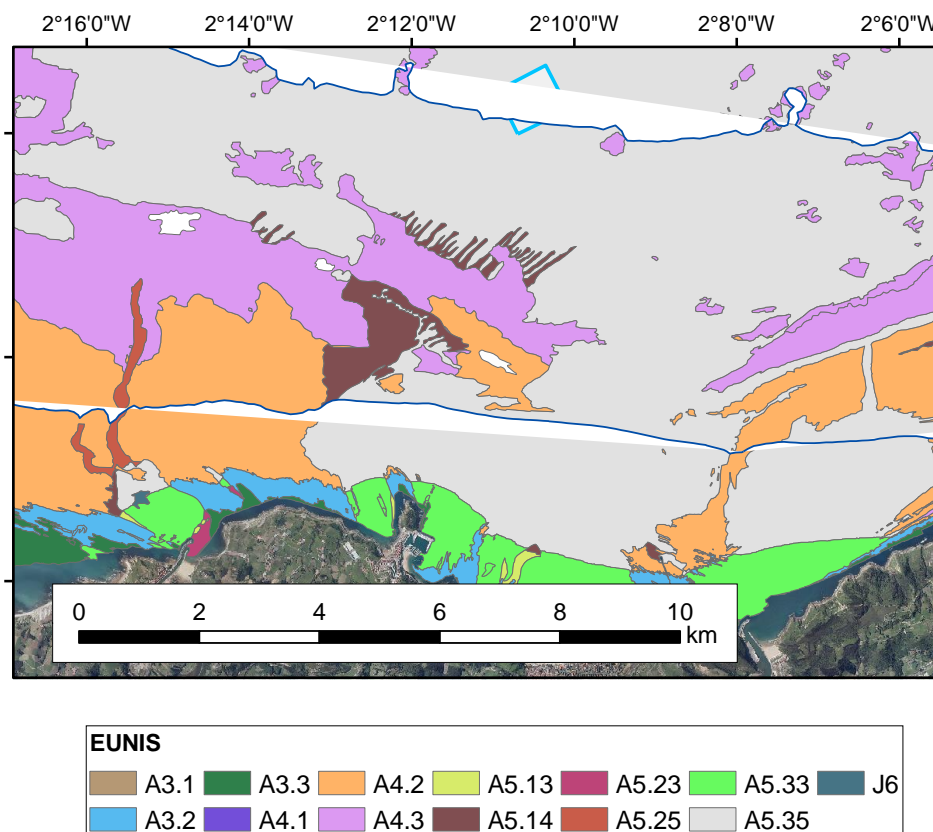 2°16'0"W 2°14'0"W 2°12'0"W 2°10'0"W 2°80'0"W 2°60'0"W
0 2 4 6 8 10
km
EUNIS
A3.1 A3.3 A4.2 A5.13 A5.23 A5.33 J6
A3.2 A4.1 A4.3 A5.14 A5.25 A5.35